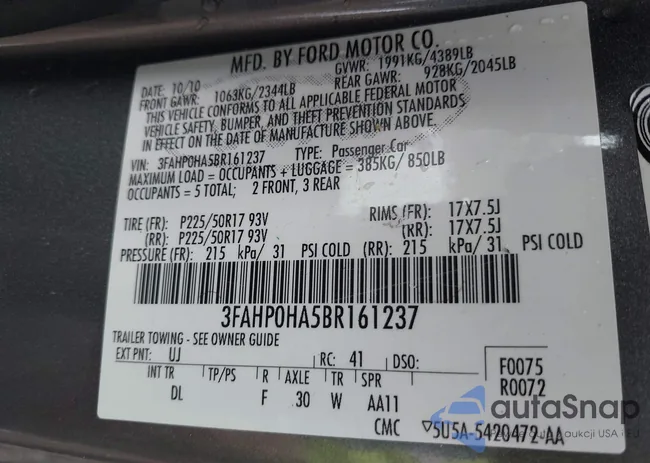 MFD. BY FORD MOTOR CO.
DATE: 10/10 GVWR: 1991KG/4389LB
FRONT GAWR: 1063KG/2344LB REAR GAWR: 928KG/2045LB
THIS VEHICLE CONFORMS TO ALL APPLICABLE FEDERAL MOTOR
VEHICLE SAFETY, BUMPER, AND THEFT PREVENTION STANDARDS
IN EFFECT ON THE DATE OF MANUFACTURE SHOWN ABOVE.
VIN: 3FAHP0HA5BR161237 TYPE: Passenger Car
MAXIMUM LOAD = OCCUPANTS + LUGGAGE = 385KG/ 850LB
OCCUPANTS = 5 TOTAL; 2 FRONT, 3 REAR
TIRE (FR): P225/50R17 93V RIMS (FR): 17X7.5J
(RR): P225/50R17 93V (RR): 17X7.5J
PRESSURE (FR): 215 kPa/ 31 PSI COLD (RR): 215 kPa/ 31 PSI COLD
3FAHP0HA5BR161237
TRAILER TOWING - SEE OWNER GUIDE
EXT PNT: UJ RC: 41 DSO: F0075
INT TR TP/PS R AXLE TR SPR R0072
DL F 30 W AA11
CMC ▽5U5A-5420472-AA
autoSnap
aukcji USA/EU